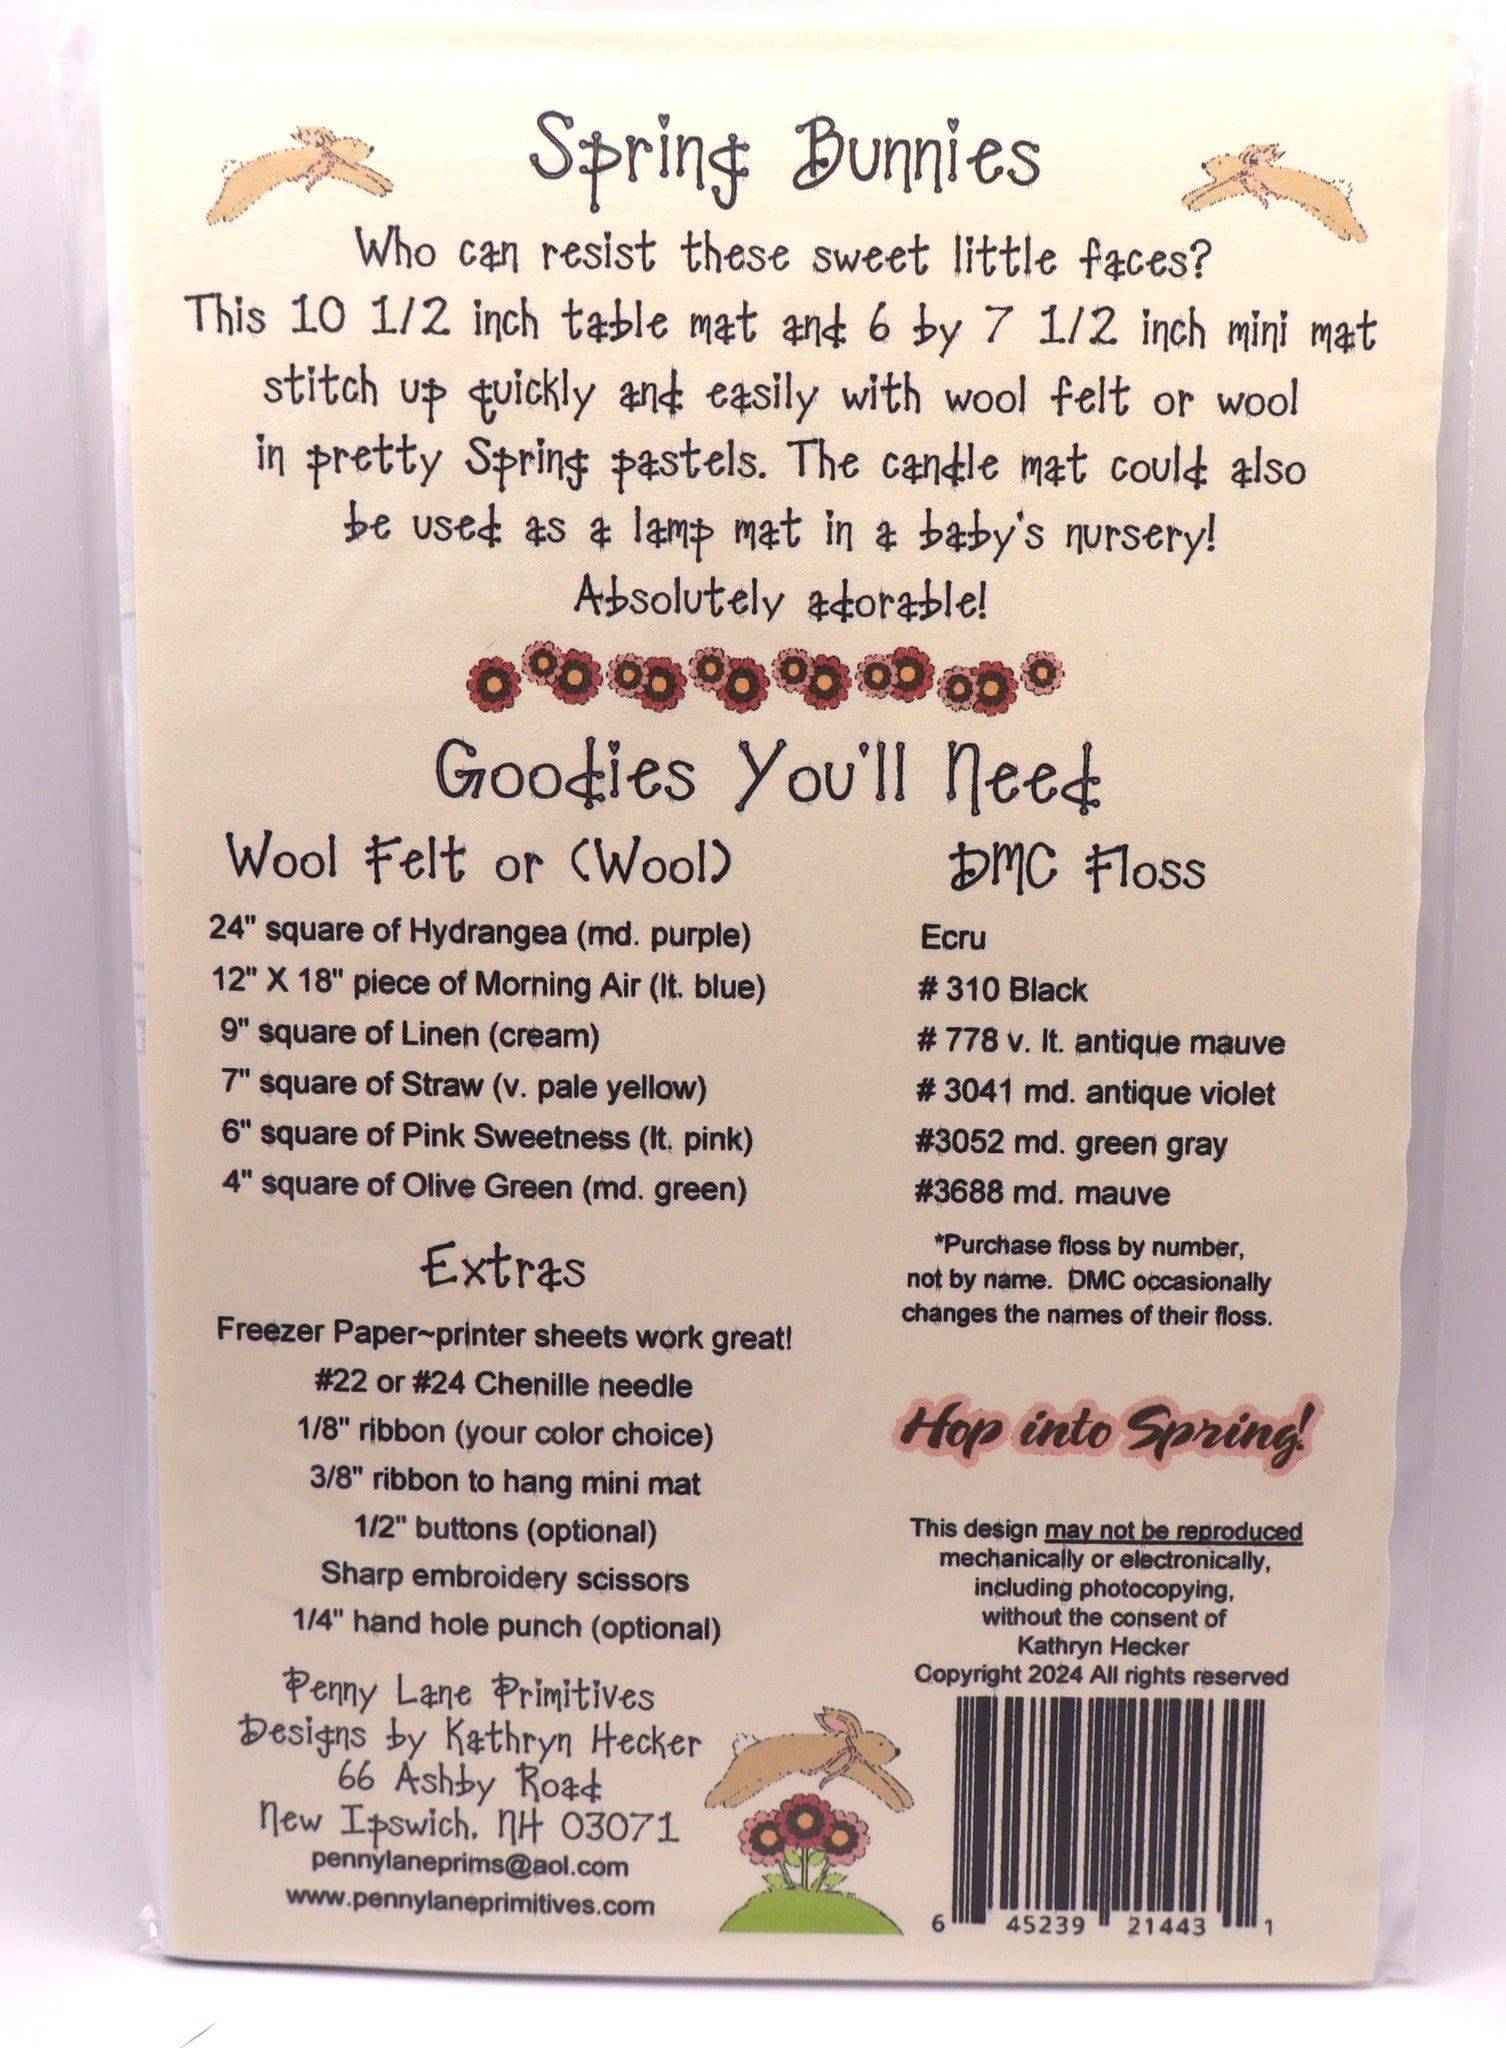 Spring Bunnies
Who can resist these sweet little faces?
This 10 1/2 inch table mat and 6 by 7 1/2 inch mini mat
stitch up quickly and easily with wool felt or wool
in pretty Spring pastels. The candle mat could also
be used as a lamp mat in a baby's nursery!
Absolutely adorable!
Goodies You'll Need
Wool Felt or (Wool)
24" square of Hydrangea (md. purple)
12" X 18" piece of Morning Air (lt. blue)
9" square of Linen (cream)
7" square of Straw (v. pale yellow)
6" square of Pink Sweetness (lt. pink)
4" square of Olive Green (md. green)
Extras
Freezer Paper~printer sheets work great!
#22 or #24 Chenille needle
1/8" ribbon (your color choice)
3/8" ribbon to hang mini mat
1/2" buttons (optional)
Sharp embroidery scissors
1/4" hand hole punch (optional)
Penny Lane Primitives
Designs by Kathryn Hecker
66 Ashby Road
New Ipswich, NH 03071
pennylaneprims@aol.com
www.pennylaneprimitives.com
DMC Floss
Ecru
# 310 Black
# 778 v. lt. antique mauve
# 3041 md. antique violet
#3052 md. green gray
#3688 md. mauve
*Purchase floss by number,
not by name. DMC occasionally
changes the names of their floss.
Hop into Spring!
This design may not be reproduced
mechanically or electronically,
including photocopying,
without the consent of
Kathryn Hecker
Copyright 2024 All rights reserved
6 45239 21443 1